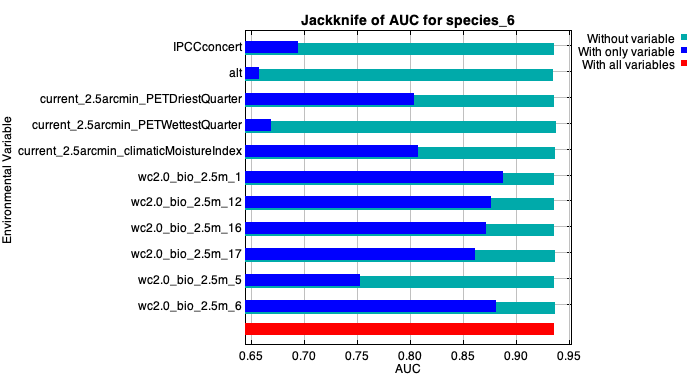 Jackknife of AUC for species_6
Without variable
With only variable
With all variables
Environmental Variable
IPCCconcert
alt
current_2.5arcmin_PETDriestQuarter
current_2.5arcmin_PETWettestQuarter
current_2.5arcmin_climaticMoistureIndex
wc2.0_bio_2.5m_1
wc2.0_bio_2.5m_12
wc2.0_bio_2.5m_16
wc2.0_bio_2.5m_17
wc2.0_bio_2.5m_5
wc2.0_bio_2.5m_6
0.65 0.70 0.75 0.80 0.85 0.90 0.95
AUC